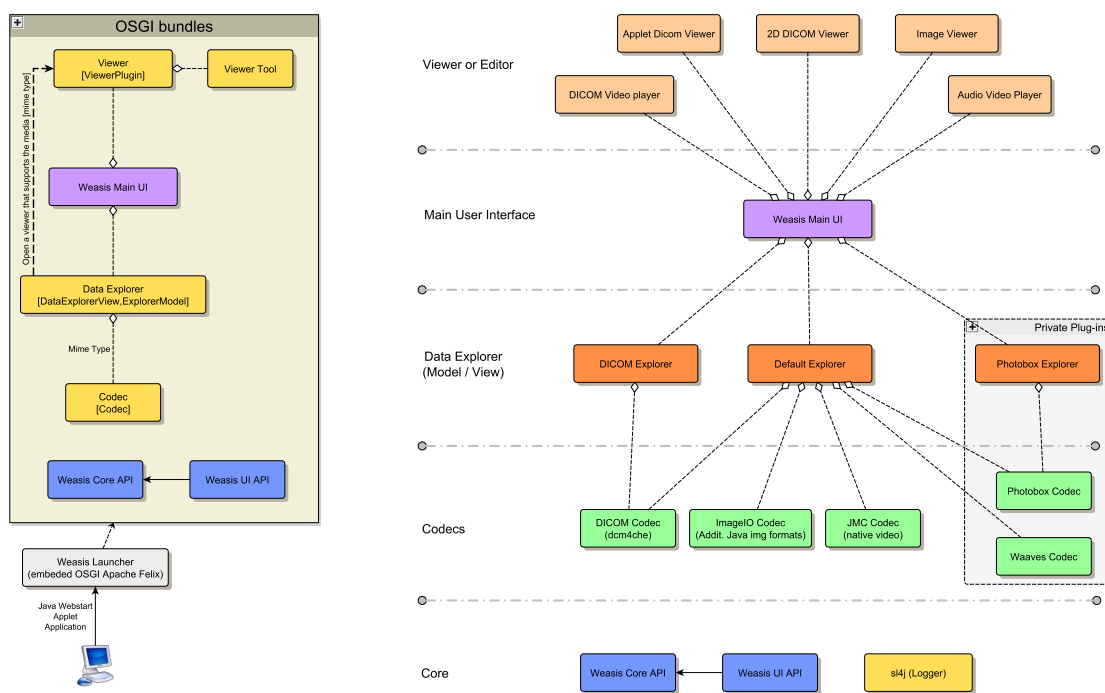 OSGI bundles
Viewer
[ViewerPlugin]
Viewer Tool
Open a viewer that supports the media [mime type]
Weasis Main UI
Data Explorer
[DataExplorerView,ExplorerModel]
Mime Type
Codec
[Codec]
Weasis Core API
Weasis UI API
Weasis Launcher
(embeded OSGI Apache Felix)
Java Webstart
Applet
Application
Viewer or Editor
Applet Dicom Viewer
2D DICOM Viewer
Image Viewer
DICOM Video player
Audio Video Player
Main User Interface
Weasis Main UI
Private Plug-ins
Data Explorer
(Model / View)
DICOM Explorer
Default Explorer
Photobox Explorer
Codecs
DICOM Codec
(dcm4che)
ImageIO Codec
(Addit. Java img formats)
JMC Codec
(native video)
Photobox Codec
Waaves Codec
Core
Weasis Core API
Weasis UI API
sl4j (Logger)